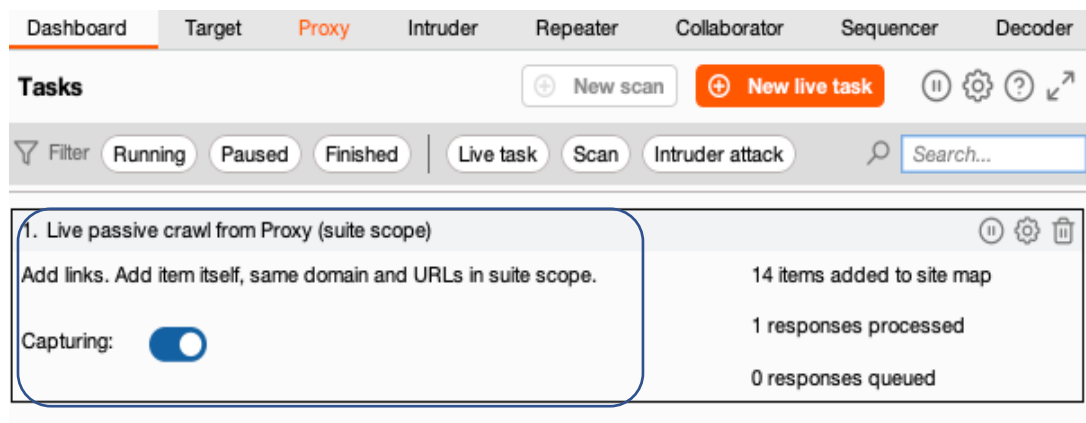 Dashboard Target Proxy Intruder Repeater Collaborator Sequencer Decoder
Tasks New scan New live task
Filter Running Paused Finished Live task Scan Intruder attack Search...
1. Live passive crawl from Proxy (suite scope)
Add links. Add item itself, same domain and URLs in suite scope. 14 items added to site map
1 responses processed
Capturing:
0 responses queued